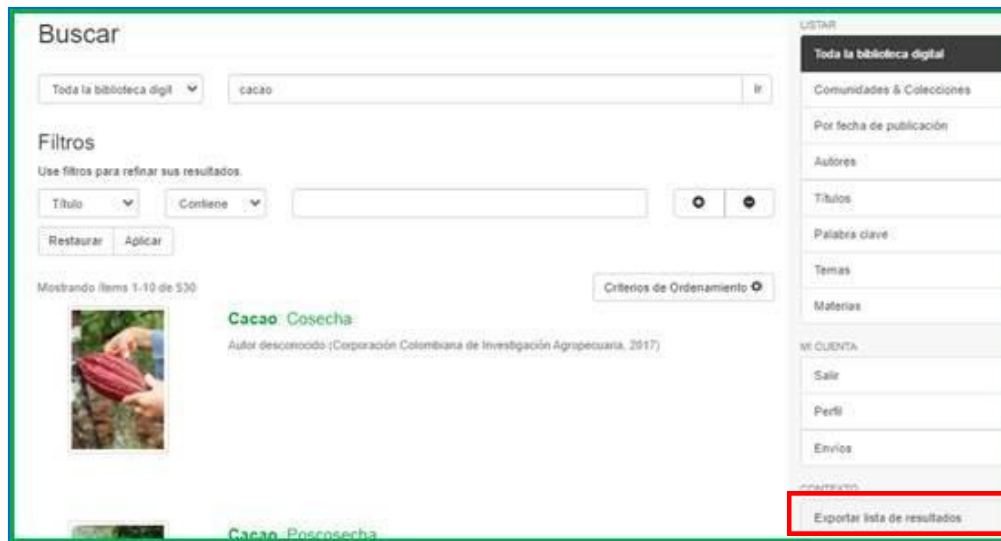 Buscar
Toda la biblioteca digit
cacao
Ir
Filtros
Use filtros para refinar sus resultados.
Título
Contiene
Restaurar
Aplicar
Mostrando ítems 1-10 de 530
Criterios de Ordenamiento
Cacao: Cosecha
Autor desconocido (Corporación Colombiana de Investigación Agropecuaria, 2017)
Cacao: Poscosecha
LISTAR
Toda la biblioteca digital
Comunidades & Colecciones
Por fecha de publicación
Autores
Títulos
Palabra clave
Temas
Materias
MI CUENTA
Salir
Perfil
Envíos
CONTEXTO
Exportar lista de resultados